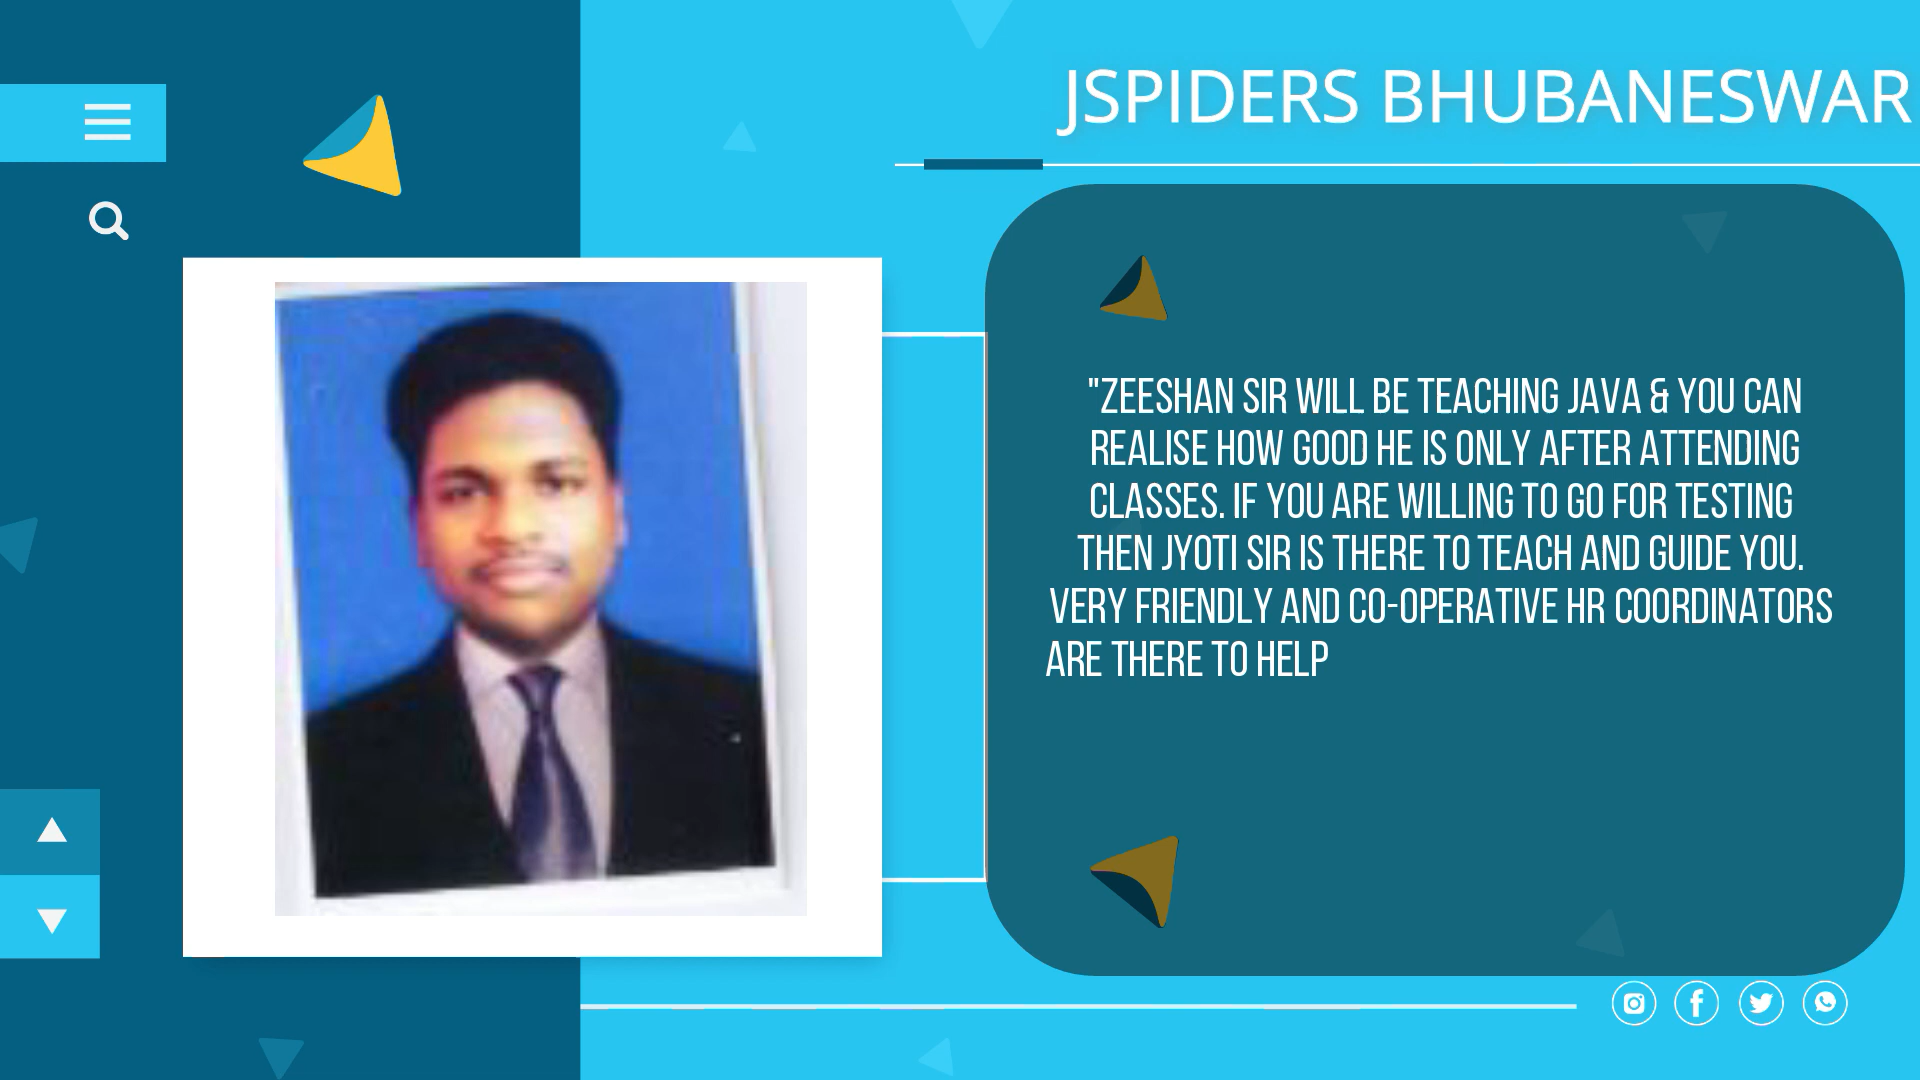 JSPIDERS BHUBANESWAR
"ZEESHAN SIR WILL BE TEACHING JAVA & YOU CAN
REALISE HOW GOOD HE IS ONLY AFTER ATTENDING
CLASSES. IF YOU ARE WILLING TO GO FOR TESTING
THEN JYOTI SIR IS THERE TO TEACH AND GUIDE YOU.
VERY FRIENDLY AND CO-OPERATIVE HR COORDINATORS
ARE THERE TO HELP